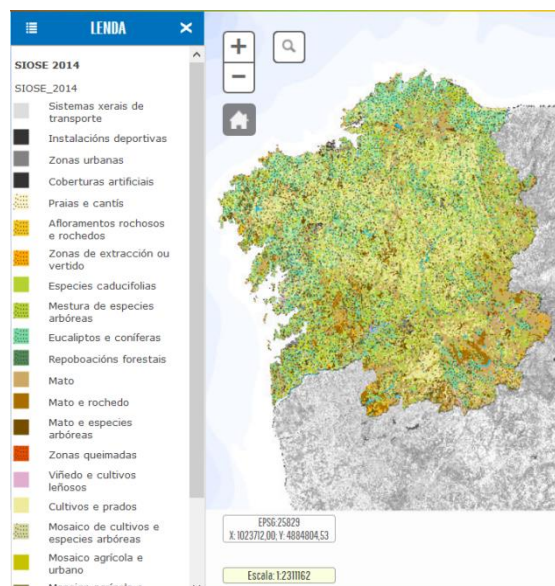 LENDA
SIOSE 2014
SIOSE_2014
Sistemas xerais de
transporte
Instalacións deportivas
Zonas urbanas
Coberturas artificiais
Praias e cantís
Afloramentos rochosos
e rochedos
Zonas de extracción ou
vertido
Especies caducifolias
Mestura de especies
arbóreas
Eucaliptos e coníferas
Repoboacións forestais
Mato
Mato e rochedo
Mato e especies
arbóreas
Zonas queimadas
Viñedo e cultivos
leñosos
Cultivos e prados
Mosaico de cultivos e
especies arbóreas
Mosaico agrícola e
urbano
Mosaico agrícola e
EPSG:25829
X: 1023712,00; Y: 4884804,53
Escala: 1:2311162